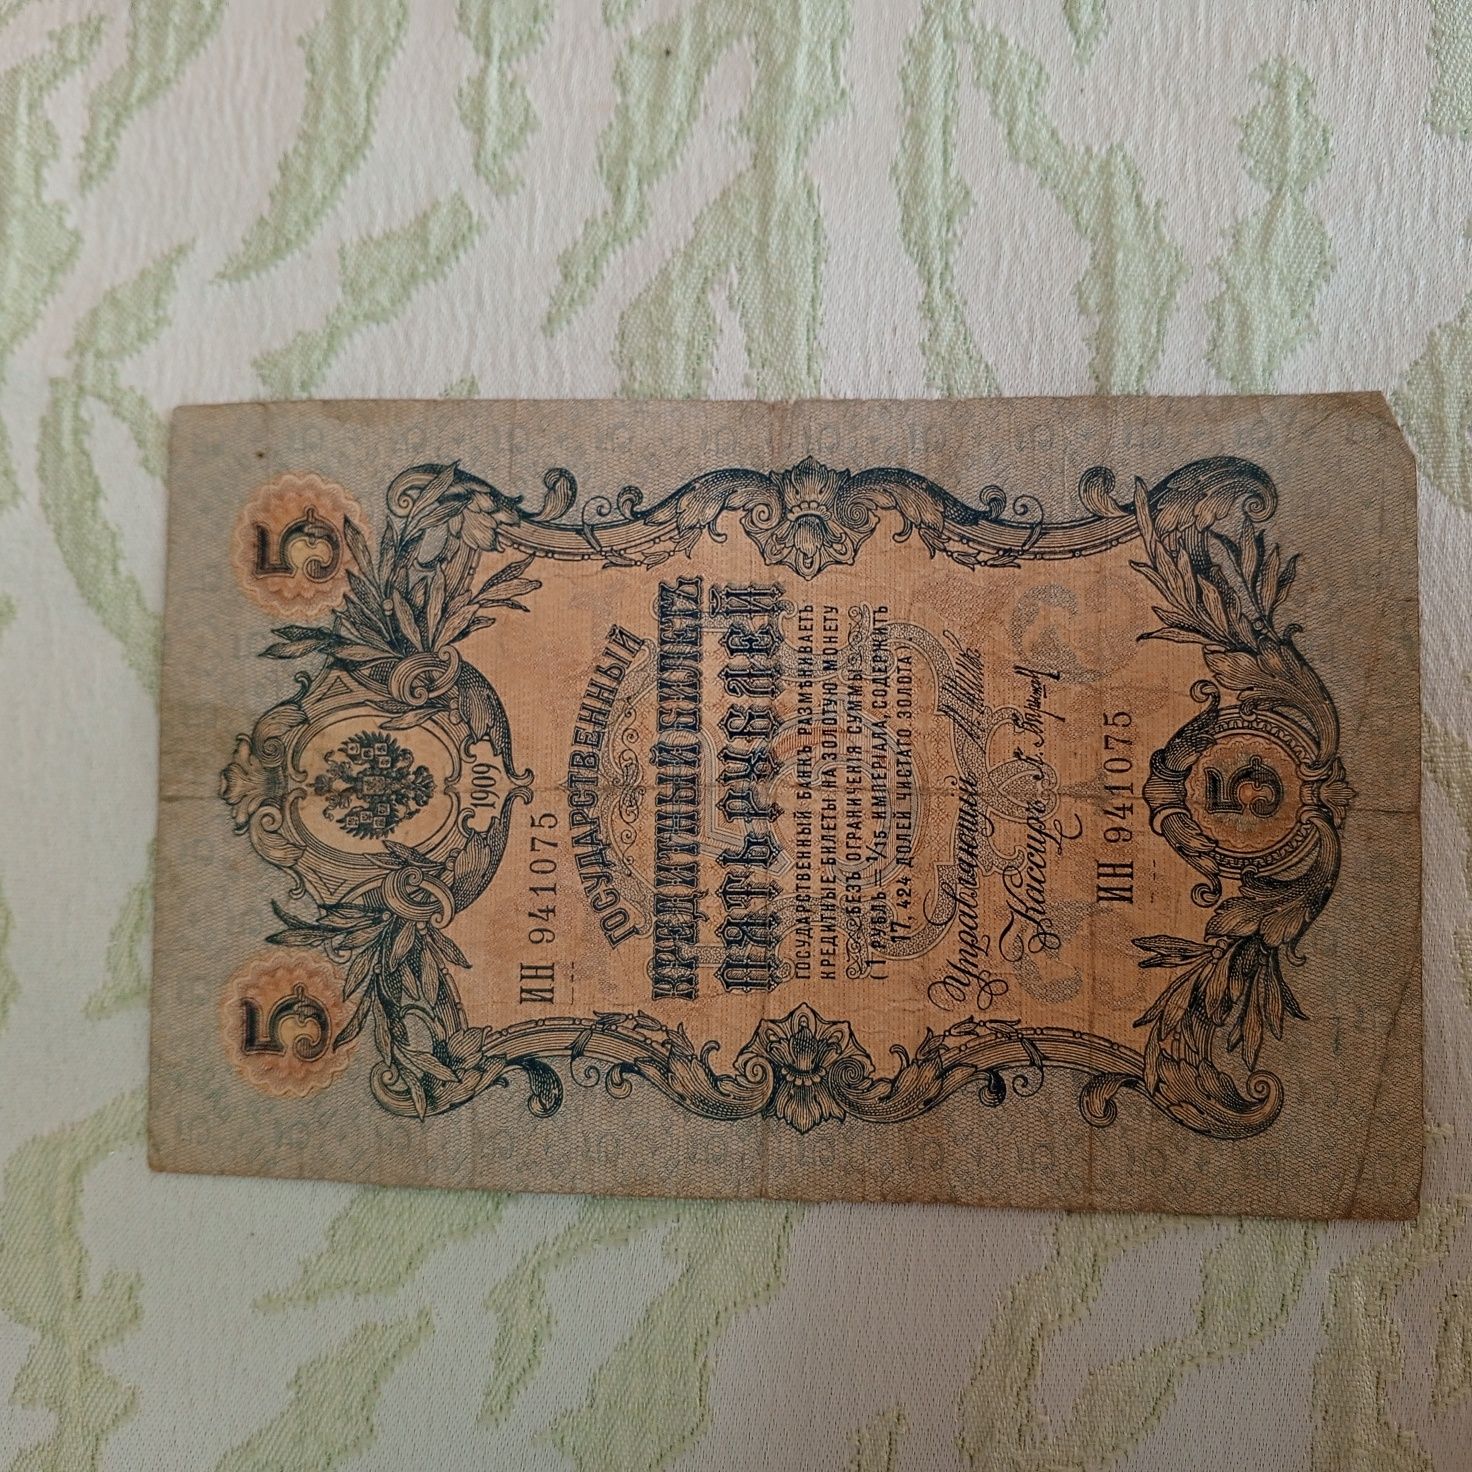 5 5
1909
ИН 941075
ГОСУДАРСТВЕННЫЙ
КРЕДИТНЫЙ БИЛЕТЪ
ПЯТЬ РУБЛЕЙ
ГОСУДАРСТВЕННЫЙ БАНКЪ РАЗМѢНИВАЕТЪ
КРЕДИТНЫЕ БИЛЕТЫ НА ЗОЛОТУЮ МОНЕТУ
БЕЗЪ ОГРАНИЧЕНІЯ СУММЫ
(1 РУБЛЬ = 1/15 ИМПЕРІАЛА, СОДЕРЖИТЪ
17,424 ДОЛЕЙ ЧИСТАГО ЗОЛОТА)
Управляющій
Кассиръ
ИН 941075
5